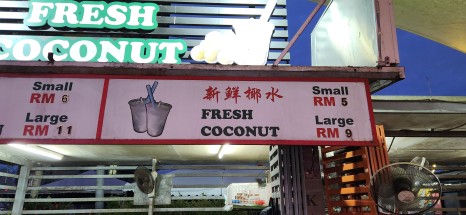 FRESH
COCONUT
Small
RM 6
Large
RM 11
新鲜椰水
FRESH
COCONUT
Small
RM 5
Large
RM 9